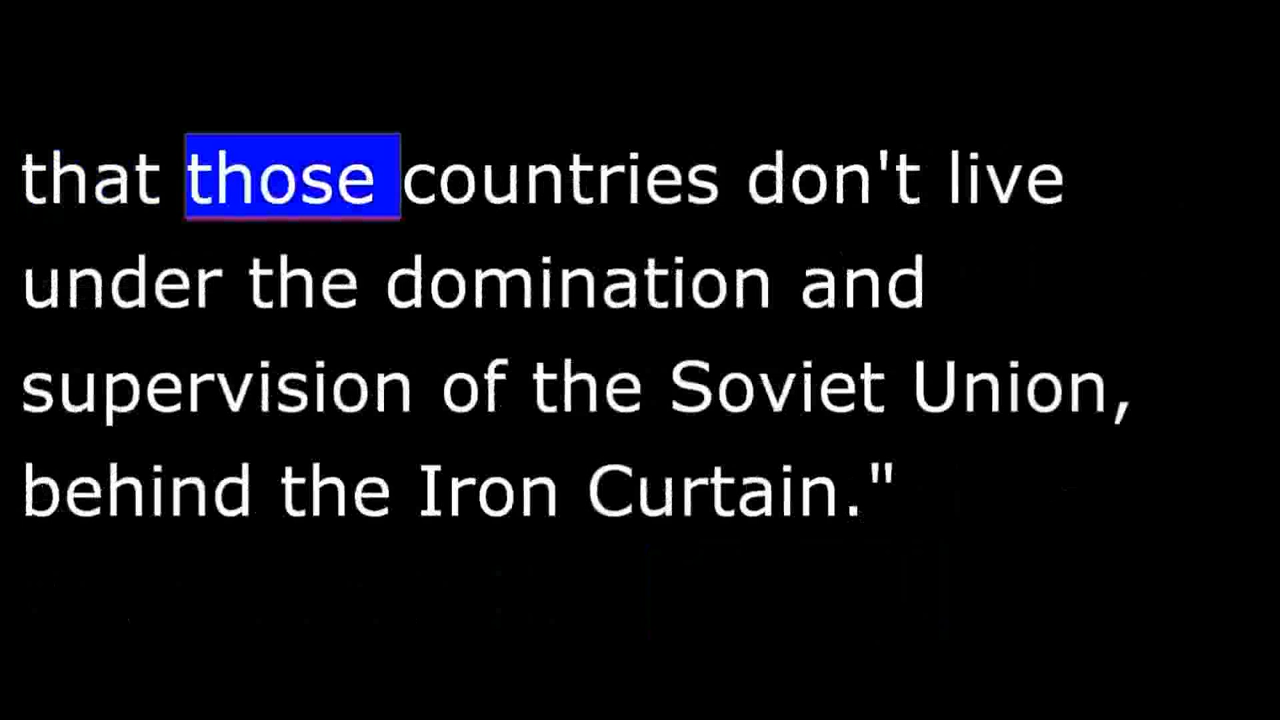 that those countries don't live
under the domination and
supervision of the Soviet Union,
behind the Iron Curtain."